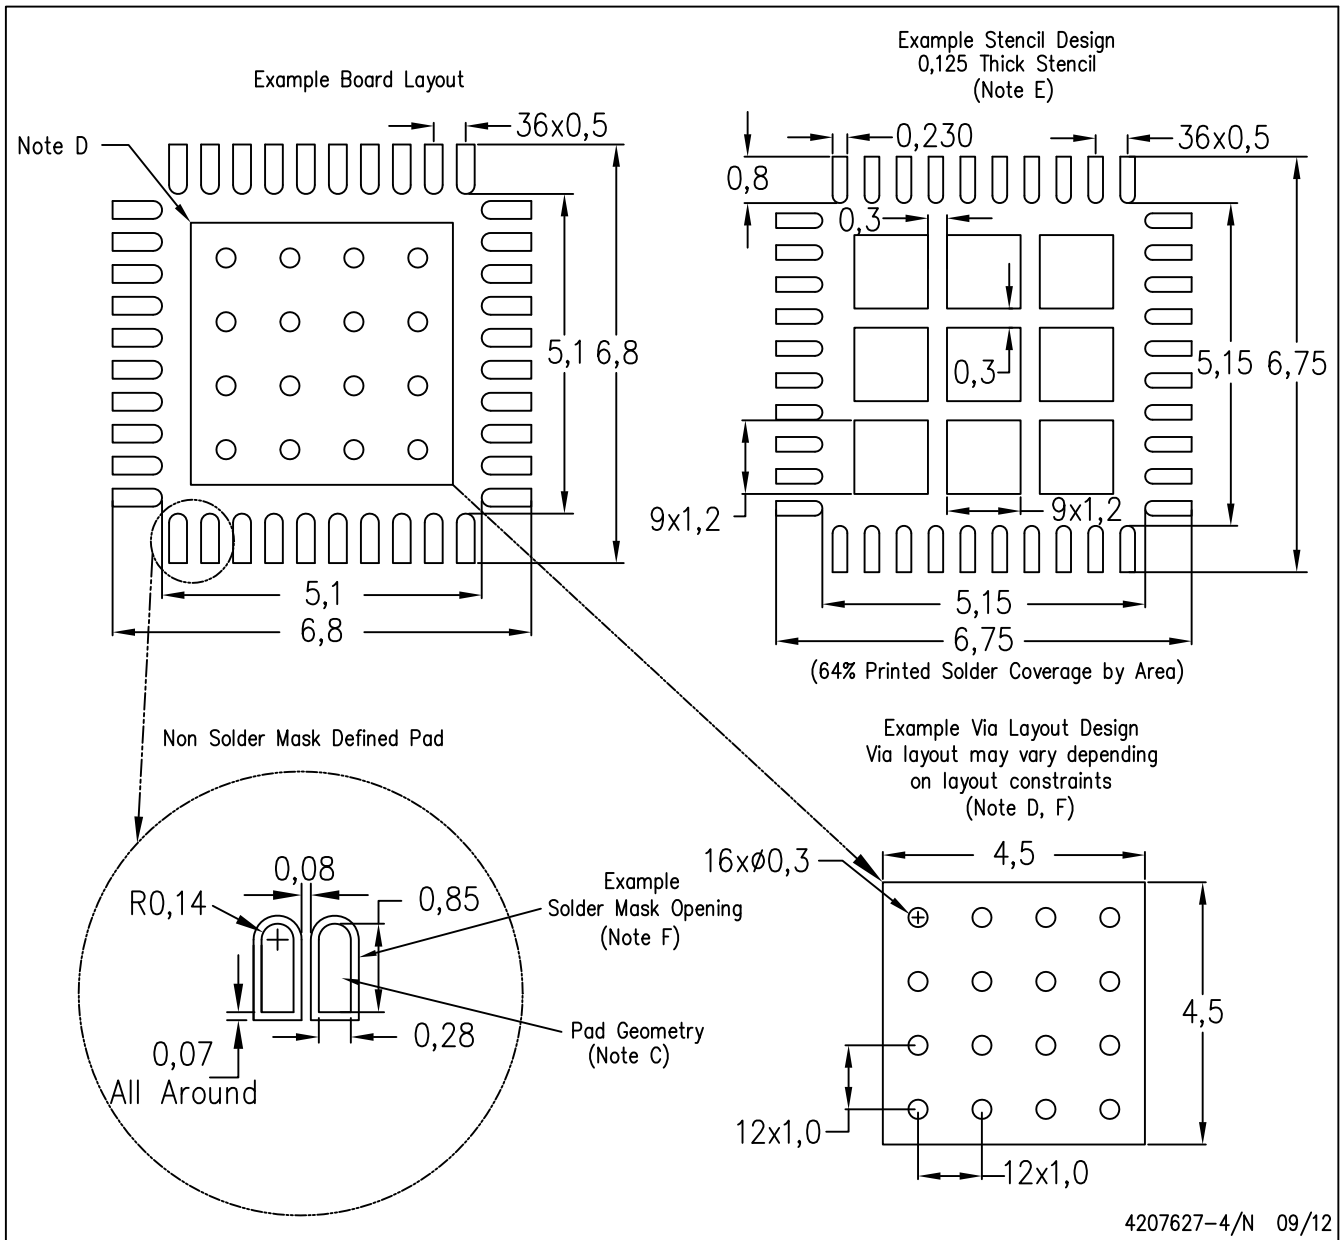 Example Board Layout
Note D
36x0,5
5,1
6,8
5,1
6,8
Example Stencil Design
0,125 Thick Stencil
(Note E)
0,230
36x0,5
0,8
0,3
0,3
5,15
6,75
9x1,2
9x1,2
5,15
6,75
(64% Printed Solder Coverage by Area)
Non Solder Mask Defined Pad
0,08
R0,14
0,85
Example
Solder Mask Opening
(Note F)
Pad Geometry
(Note C)
0,28
0,07
All Around
Example Via Layout Design
Via layout may vary depending
on layout constraints
(Note D, F)
16xø0,3
4,5
4,5
12x1,0
12x1,0
4207627-4/N 09/12